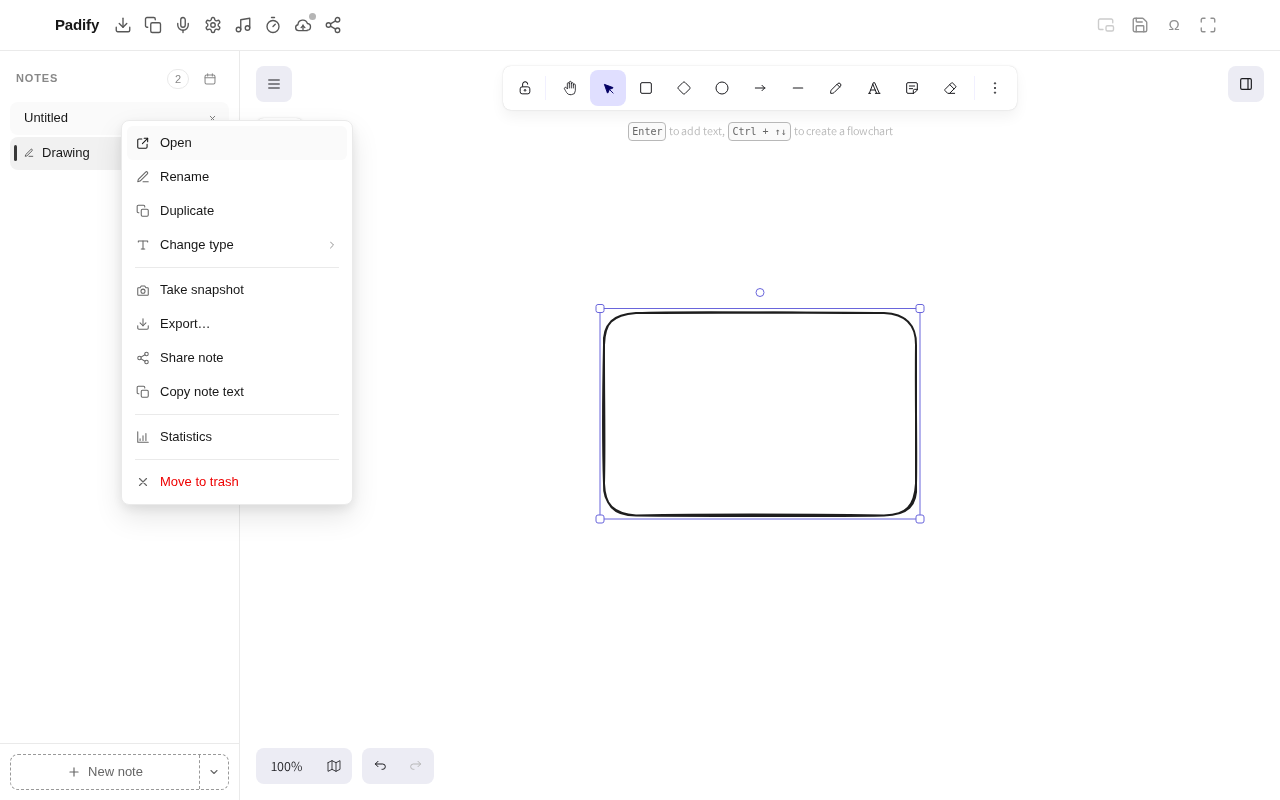 Padify
Ω
NOTES
2
Untitled
Drawing
Open
Rename
Duplicate
Change type
Take snapshot
Export…
Share note
Copy note text
Statistics
Move to trash
New note
A
Enter to add text, Ctrl + ↑↓ to create a flowchart
100%